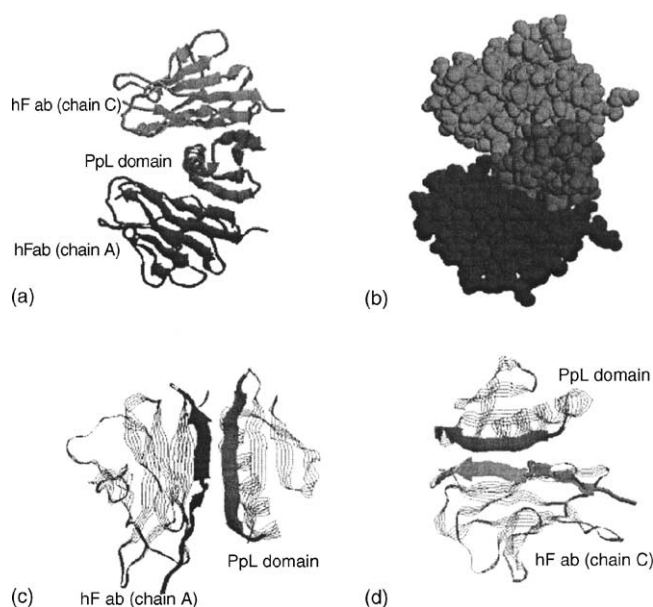 hF ab (chain C)
PpL domain
hFab (chain A)
(a)
(b)
PpL domain
PpL domain
hF ab (chain C)
(c)
hF ab (chain A)
(d)